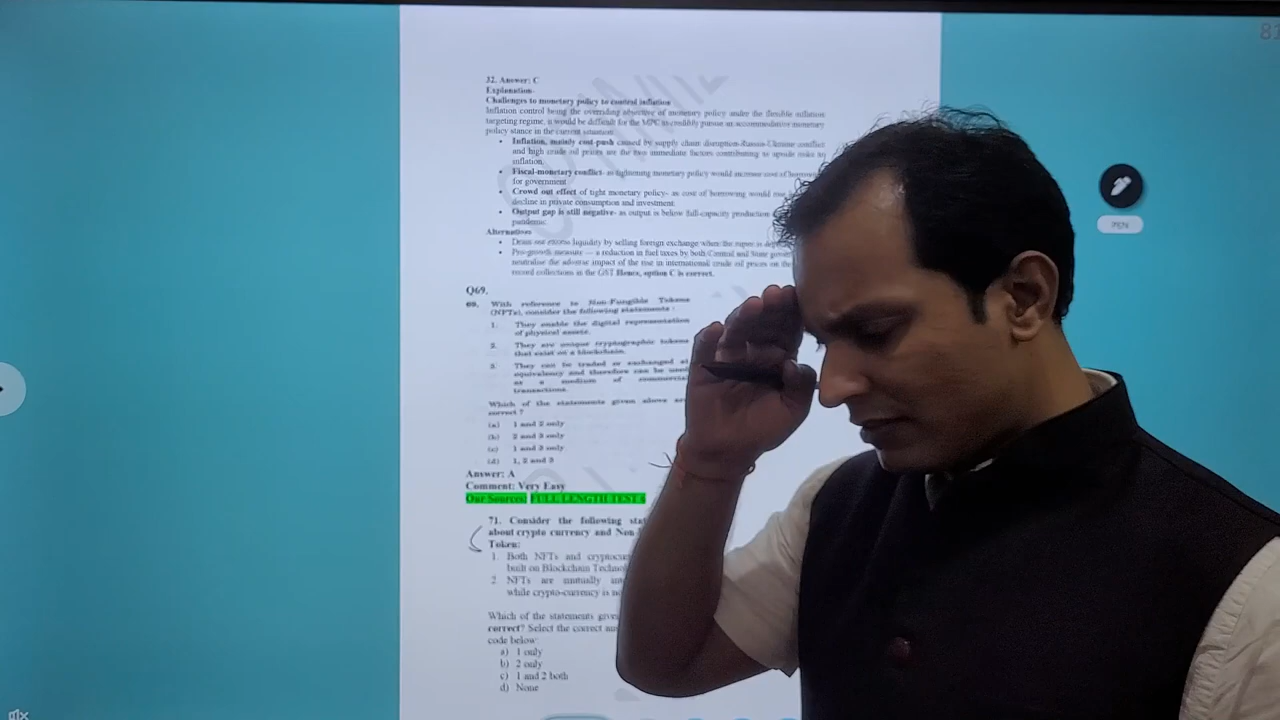 32. Answer: C
Explanation-
Challenges to monetary policy to control inflation
Inflation control being the overriding objective of monetary policy under the flexible inflation
targeting regime, it would be difficult for the MPC to credibly pursue an accommodative monetary
policy stance in the current situation.
• Inflation, mainly cost-push caused by supply chain disruption-Russia-Ukraine conflict
and high crude oil prices are the two immediate factors contributing to upside risks to
inflation.
• Fiscal-monetary conflict- as tightening monetary policy would increase cost of
for government
• Crowd out effect of tight monetary policy- as cost of borrowing would
decline in private consumption and investment.
• Output gap is still negative- as output is below full-capacity production
pandemic.
Alternatives
• Drain out excess liquidity by selling foreign exchange when the rupee is
• Pro-growth measure — a reduction in fuel taxes by both Central and State
neutralise the adverse impact of the rise in international crude oil prices on the
record collections in the GST Hence, option C is correct.
Q69.
69. With reference to Non-Fungible Tokens
(NFTs), consider the following statements :
1. They enable the digital representation
of physical assets.
2. They are unique cryptographic tokens
that exist on a blockchain.
3. They can be traded or exchanged at
equivalency and therefore can be used
as a medium of commercial
transactions.
Which of the statements given above are
correct ?
(a) 1 and 2 only
(b) 2 and 3 only
(c) 1 and 3 only
(d) 1, 2 and 3
Answer: A
Comment: Very Easy
Our Sources: FULL LENGTH TEST
71. Consider the following
about crypto currency and Non
Token:
1. Both NFTs and
built on Blockchain
2. NFTs are mutually
while crypto-currency is
Which of the statements
correct? Select the correct
code below:
a) 1 only
b) 2 only
c) 1 and 2 both
d) None
PEN